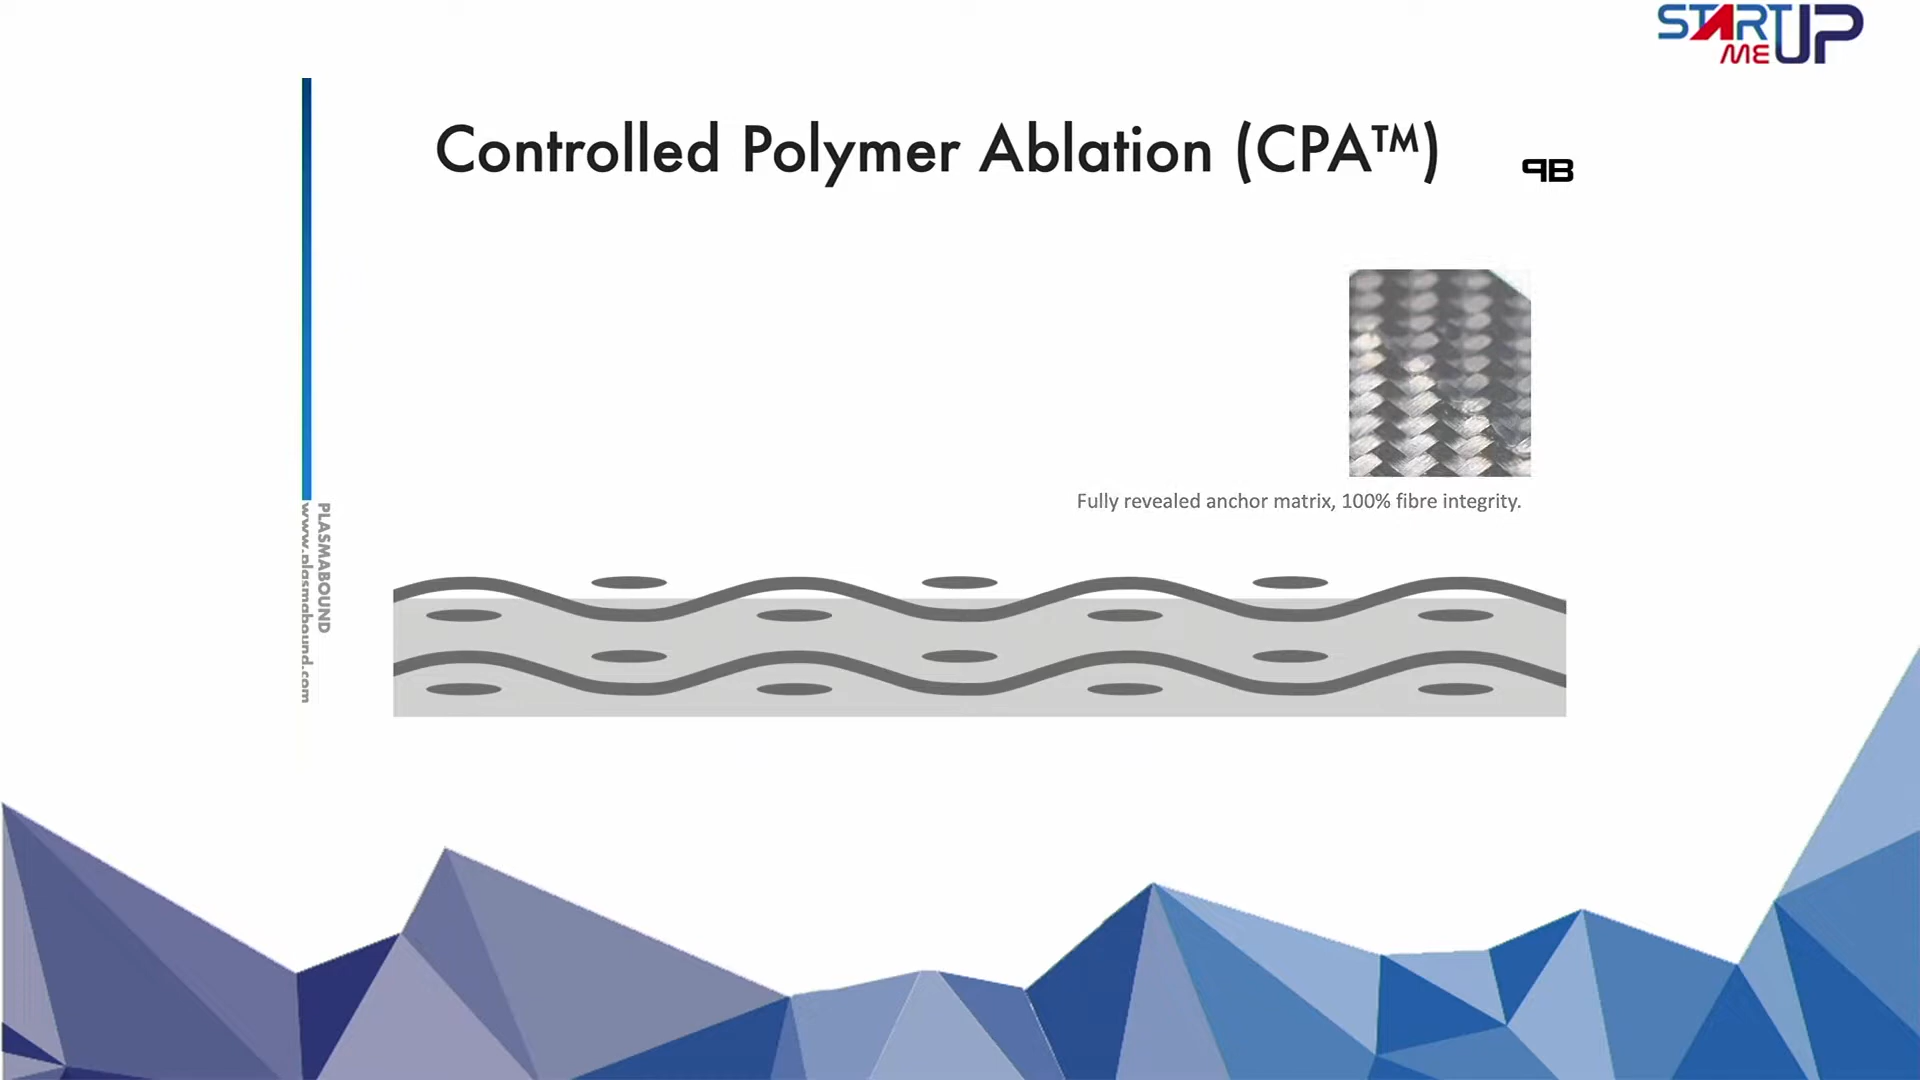 START
ME UP
Controlled Polymer Ablation (CPA™)
PB
Fully revealed anchor matrix, 100% fibre integrity.
PLASMABOUND
www.plasmabound.com